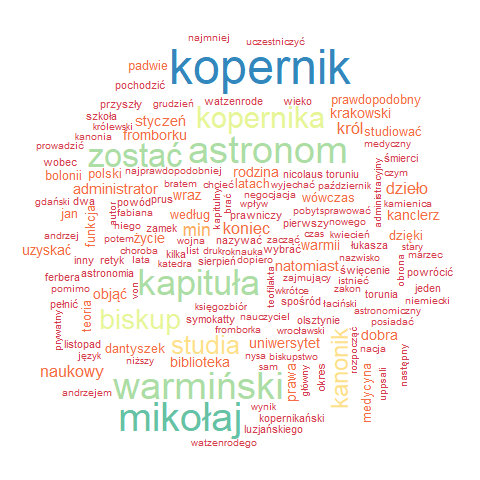 najmniej
uczestniczyć
kopernik
padwie
pochodzić
przyszły
grudzień
watzenrode
wieko
prawdopodobny
szkoła
królewski
kanonia
styczeń
kopernika
krakowski
król
studiować
prowadzić
fromborku
medyczny
wobec
zostać
astronom
śmierci
czym
bolonii
polski
najprawdopodobniej
rodzina
nicolaus toruniu
administrator
bratem
chcieć
latach
wyjechać
październik
administracyjny
dzieło
gdański
dwa
powód
prus
wraz
kapitulny
brać
negocjacja
wpływ
wówczas
kamienica
jan
funkcja
autor
fabiana
według
prawniczy
pobyt
sprawować
kanclerz
niego
zamek
koniec
pierwszy
nowego
andrzej
potem
życie
wojna
min
nazywać
zacząć
czas
kwiecień
dzięki
uzyskać
choroba
kilka
list
druk
nauka
wybrać
warmii
łukasza
stary
marzec
inny
retyk
lata
katedra
sierpień
dopiero
nazwisko
obrona
ferbera
astronomia
von
teofilakta
zajmujący
natomiast
święcenie
powrócić
pomimo
objąć
kapituła
wkrótce
istnieć
zakon
jeden
pełnić
teoria
księgozbiór
spośród
łaciński
torunia
niemiecki
prywatny
biskup
symokatty
nauczyciel
olsztynie
astronomiczny
posiadać
fromborka
wrocławski
listopad
dantyszek
studia
uniwersytet
rozpocząć
dobra
język
niższy
biblioteka
nysa
biskupstwo
nacja
naukowy
sam
prawa
główny
okres
kanonik
medycyna
uppsali
następny
andrzejem
warmiński
wynik
mikołaj
kopernikański
luzjańskiego
watzenrodego